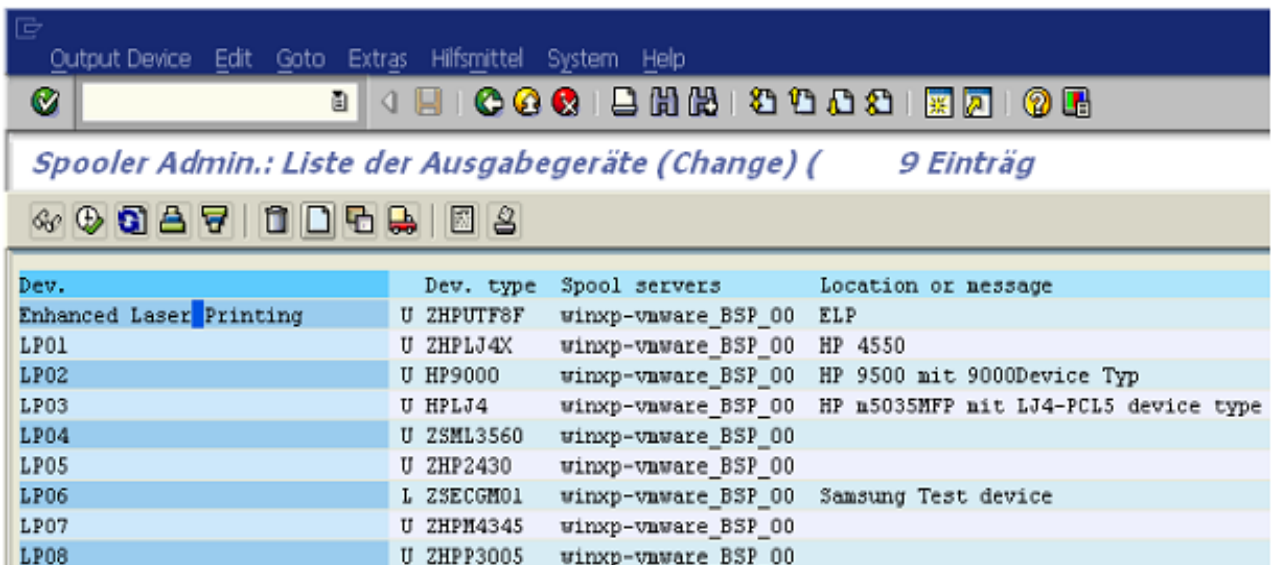 Output Device Edit Goto Extras Hilfsmittel System Help
Spooler Admin.: Liste der Ausgabegeräte (Change) ( 9 Einträg
Dev. Dev. type Spool servers Location or message
Enhanced Laser Printing U ZHPUTF8F winxp-vmware_BSP_00 ELP
LP01 U ZHPLJ4X winxp-vmware_BSP_00 HP 4550
LP02 U HP9000 winxp-vmware_BSP_00 HP 9500 mit 9000Device Typ
LP03 U HPLJ4 winxp-vmware_BSP_00 HP m5035MFP mit LJ4-PCL5 device type
LP04 U ZSML3560 winxp-vmware_BSP_00
LP05 U ZHP2430 winxp-vmware_BSP_00
LP06 L ZSECGM01 winxp-vmware_BSP_00 Samsung Test device
LP07 U ZHPM4345 winxp-vmware_BSP_00
LP08 U ZHPP3005 winxp-vmware_BSP_00